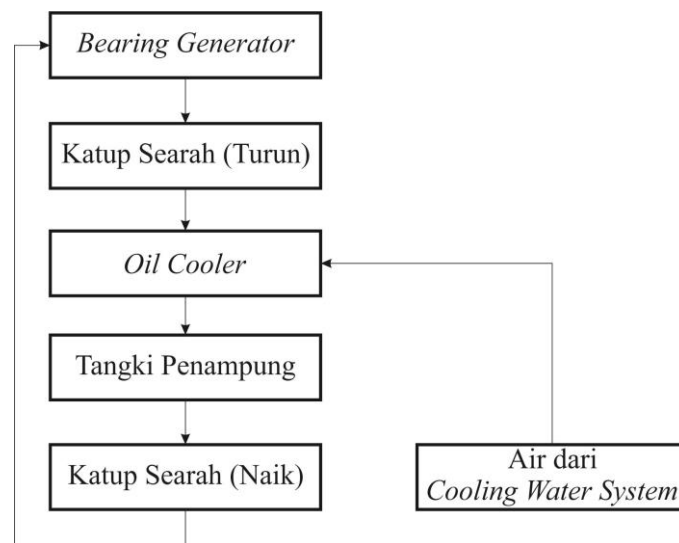 Bearing Generator
Katup Searah (Turun)
Oil Cooler
Tangki Penampung
Katup Searah (Naik)
Air dari
Cooling Water System